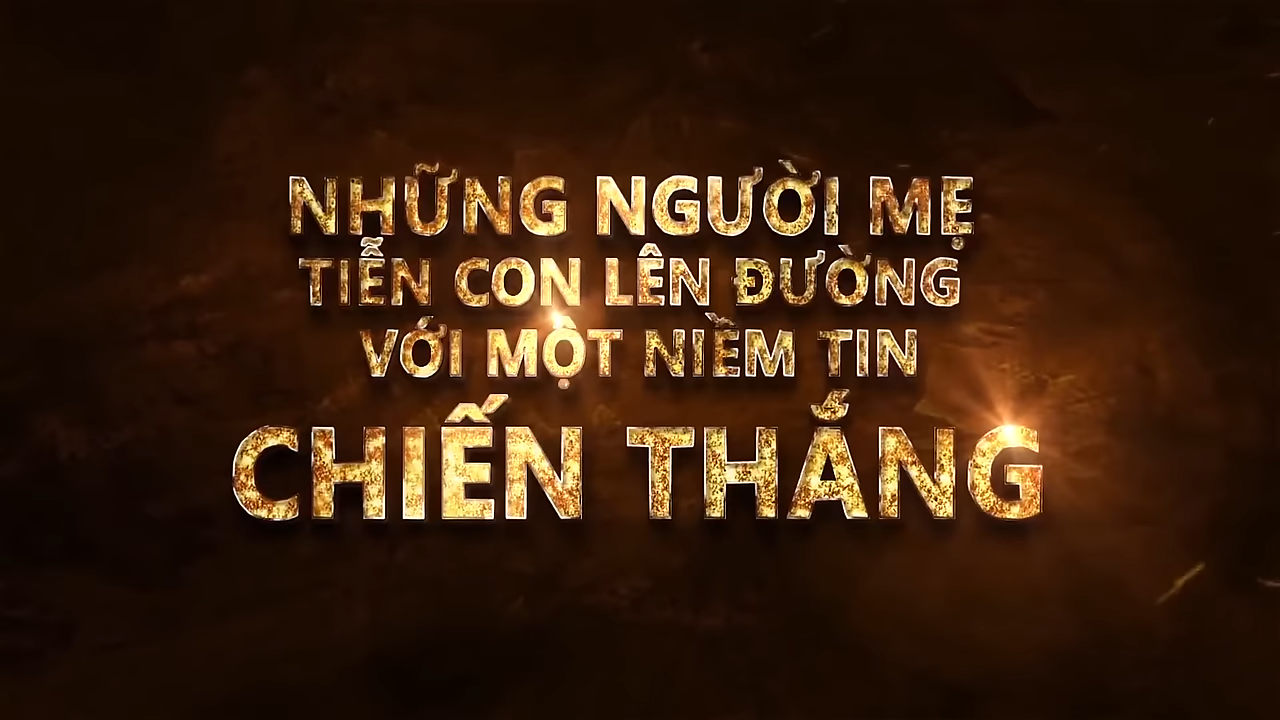 NHỮNG NGƯỜI MẸ
TIỄN CON LÊN ĐƯỜNG
VỚI MỘT NIỀM TIN
CHIẾN THẮNG